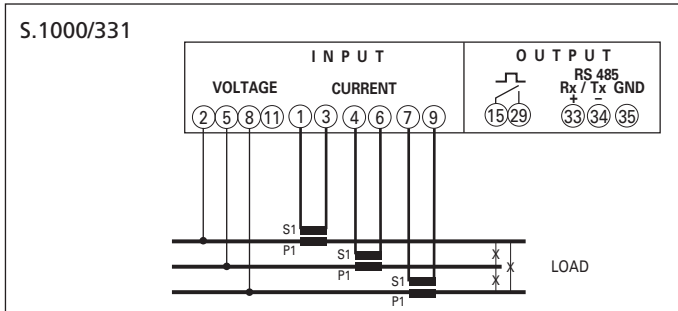 S.1000/331
INPUT
OUTPUT
VOLTAGE
CURRENT
RS 485
Rx / Tx GND
+ −
2 5 8 11 1 3 4 6 7 9
15 29 33 34 35
S1
P1
S1
P1
S1
P1
X
X
X
LOAD